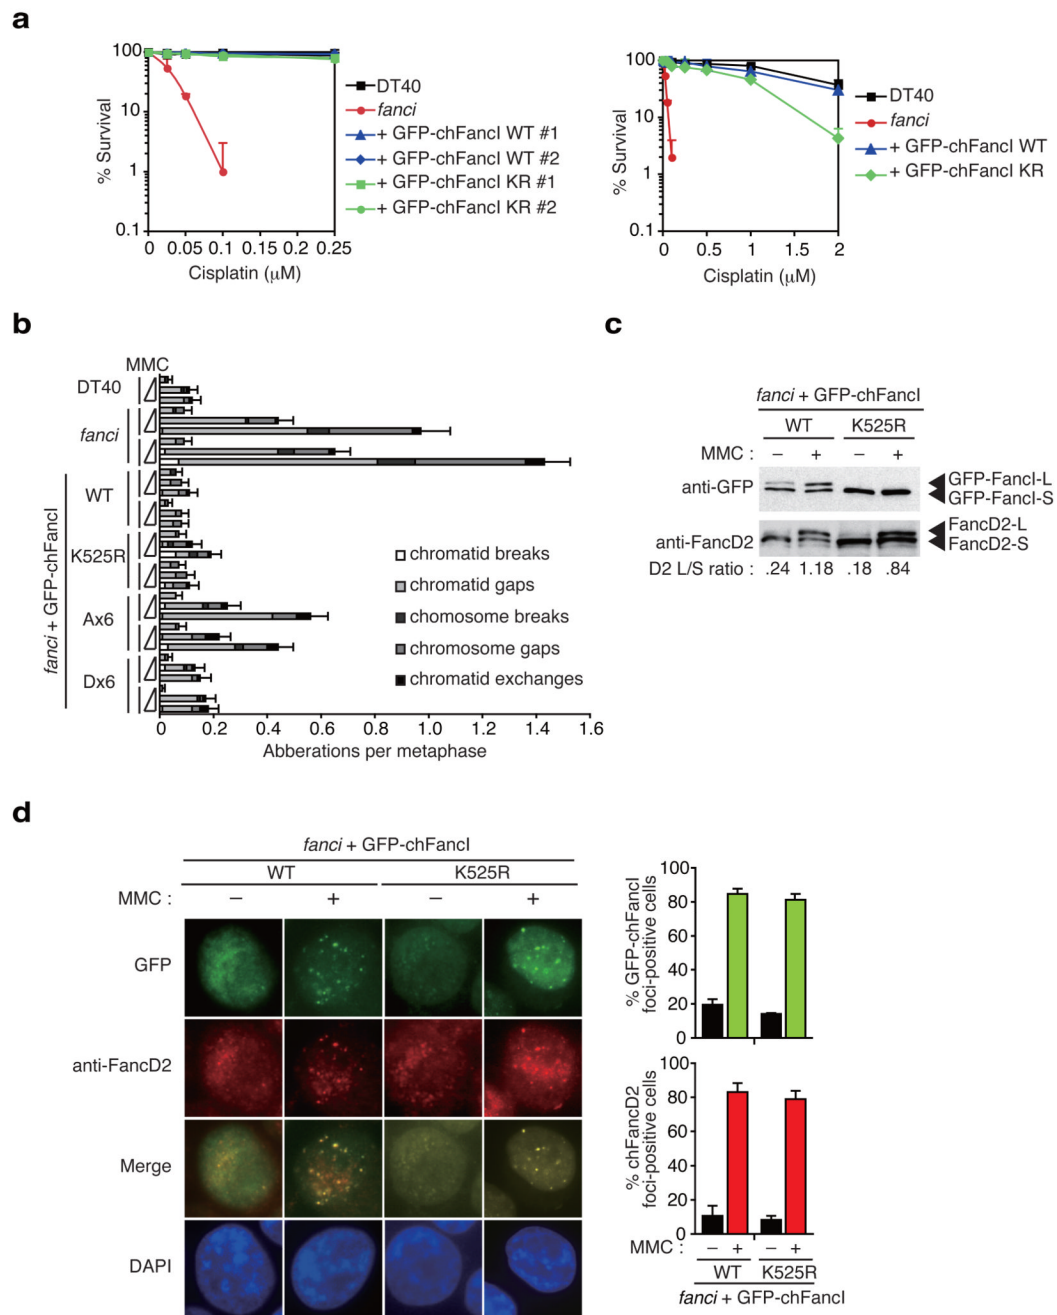 a
100
10
1
0.1
% Survival
0 0.05 0.1 0.15 0.2 0.25
Cisplatin (μM)
DT40
fanci
+ GFP-chFancI WT #1
+ GFP-chFancI WT #2
+ GFP-chFancI KR #1
+ GFP-chFancI KR #2
100
10
1
0.1
% Survival
0 0.5 1 1.5 2
Cisplatin (μM)
DT40
fanci
+ GFP-chFancI WT
+ GFP-chFancI KR
b
MMC
DT40
fanci
WT
K525R
Ax6
Dx6
fanci + GFP-chFancI
chromatid breaks
chromatid gaps
chomosome breaks
chromosome gaps
chromatid exchanges
0 0.2 0.4 0.6 0.8 1.0 1.2 1.4 1.6
Abberations per metaphase
c
fanci + GFP-chFancI
WT K525R
MMC : – + – +
anti-GFP
GFP-FancI-L
GFP-FancI-S
anti-FancD2
FancD2-L
FancD2-S
D2 L/S ratio : .24 1.18 .18 .84
d
fanci + GFP-chFancI
WT K525R
MMC : – + – +
GFP
anti-FancD2
Merge
DAPI
100
80
60
40
20
0
% GFP-chFancI
foci-positive cells
100
80
60
40
20
0
% chFancD2
foci-positive cells
MMC : – + – +
WT K525R
fanci + GFP-chFancI